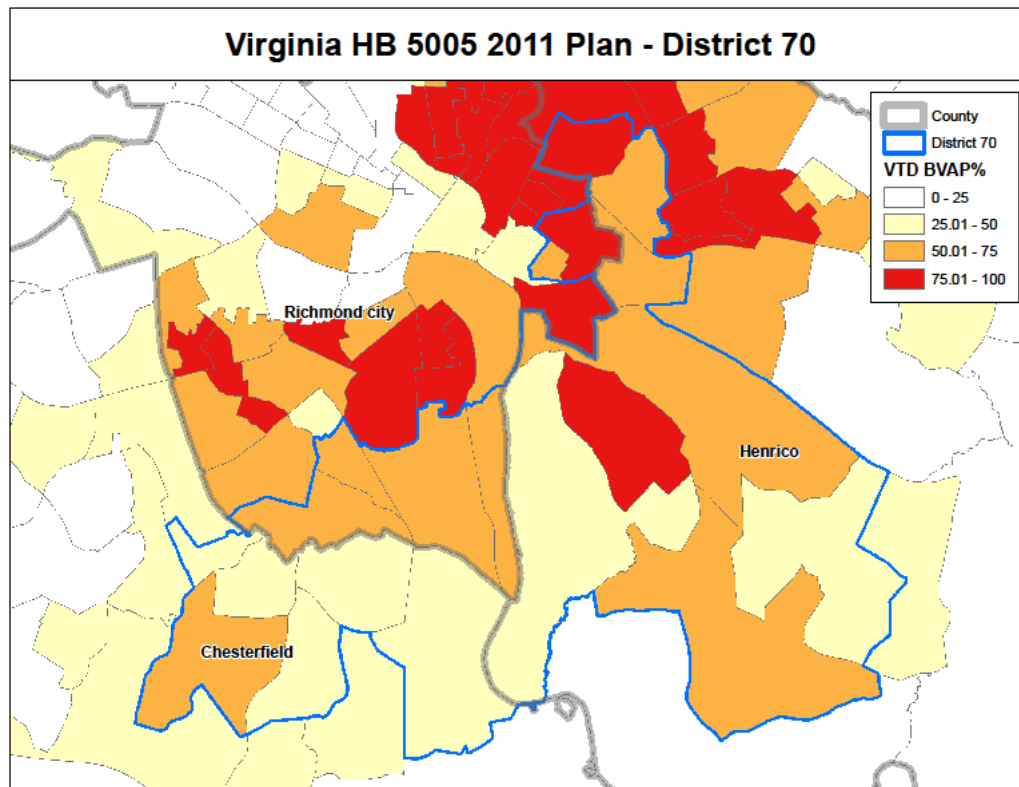 Virginia HB 5005 2011 Plan - District 70
County
District 70
VTD BVAP%
0 - 25
25.01 - 50
50.01 - 75
75.01 - 100
Richmond city
Henrico
Chesterfield